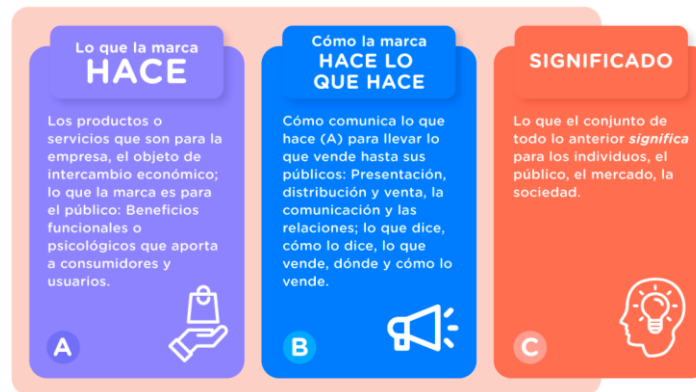 Lo que la marca
HACE
Los productos o
servicios que son para la
empresa, el objeto de
intercambio económico;
lo que la marca es para
el público: Beneficios
funcionales o
psicológicos que aporta
a consumidores y
usuarios.
A
Cómo la marca
HACE LO
QUE HACE
Cómo comunica lo que
hace (A) para llevar lo
que vende hasta sus
públicos: Presentación,
distribución y venta, la
comunicación y las
relaciones; lo que dice,
cómo lo dice, lo que
vende, dónde y cómo lo
vende.
B
SIGNIFICADO
Lo que el conjunto de
todo lo anterior significa
para los individuos, el
público, el mercado, la
sociedad.
C